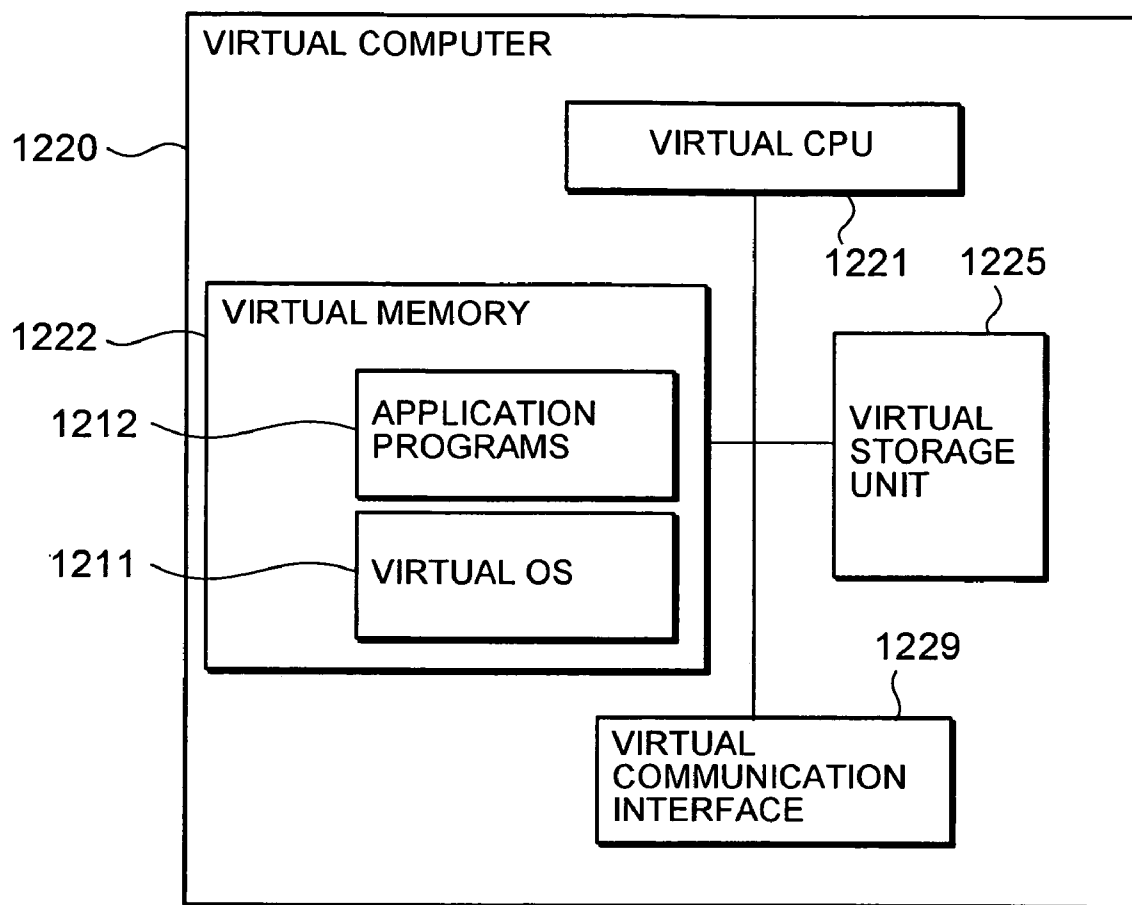 VIRTUAL COMPUTER
1220
VIRTUAL CPU
1221
1225
VIRTUAL MEMORY
1222
APPLICATION
PROGRAMS
1212
VIRTUAL
STORAGE
UNIT
VIRTUAL OS
1211
1229
VIRTUAL
COMMUNICATION
INTERFACE